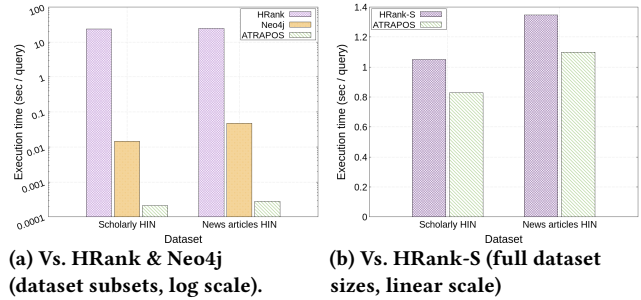 100
10
1
0.1
0.01
0.001
0.0001
Execution time (sec / query)
HRank
Neo4j
ATRAPOS
Scholarly HIN
News articles HIN
Dataset
(a) Vs. HRank & Neo4j
(dataset subsets, log scale).
1.4
1.2
1
0.8
0.6
0.4
0.2
0
Execution time (sec / query)
HRank-S
ATRAPOS
Scholarly HIN
News articles HIN
Dataset
(b) Vs. HRank-S (full dataset
sizes, linear scale)